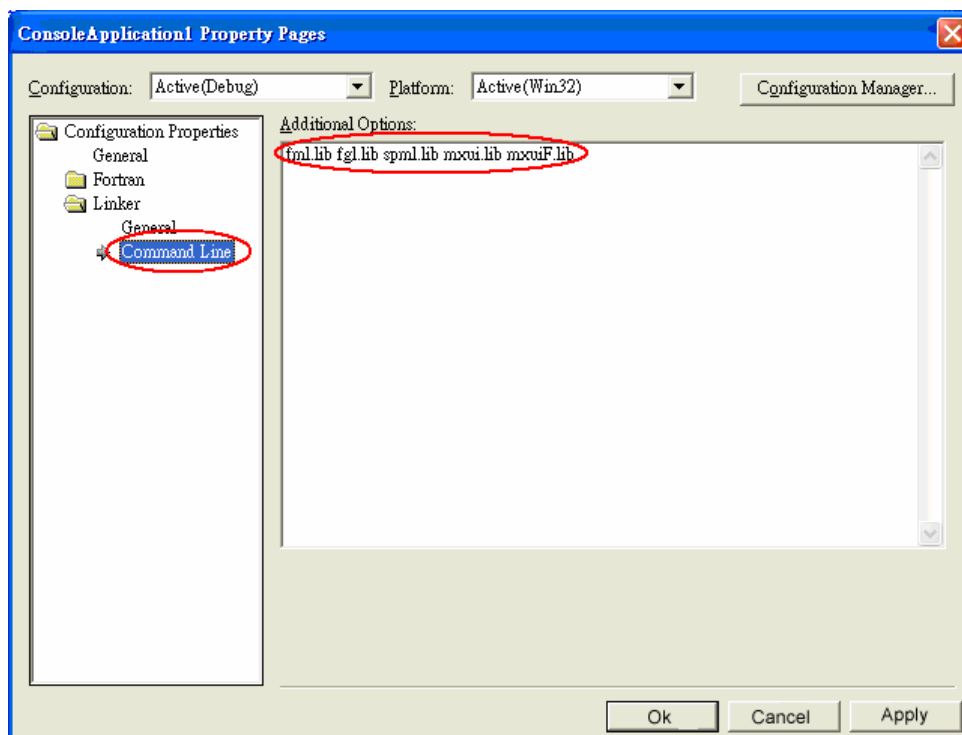 ConsoleApplication1 Property Pages
Configuration: Active(Debug) Platform: Active(Win32) Configuration Manager...
Configuration Properties
General
Fortran
Linker
General
Command Line
Additional Options:
fml.lib fgl.lib spml.lib mxui.lib mxuiF.lib
Ok Cancel Apply